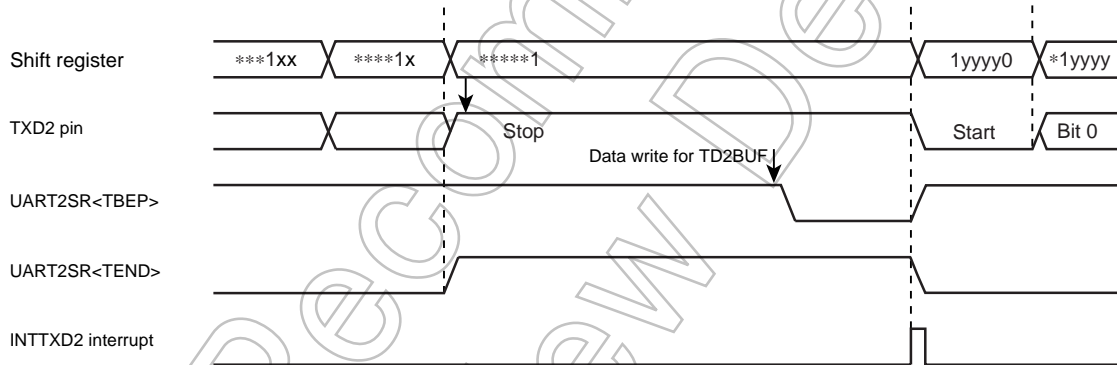 Shift register ***1xx ****1x *****1 1yyyy0 *1yyyy
TXD2 pin Stop Start Bit 0
Data write for TD2BUF
UART2SR<TBEP>
UART2SR<TEND>
INTTXD2 interrupt